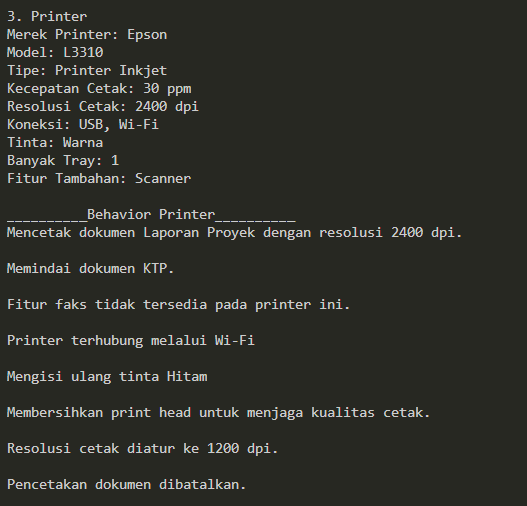 3. Printer
Merek Printer: Epson
Model: L3310
Tipe: Printer Inkjet
Kecepatan Cetak: 30 ppm
Resolusi Cetak: 2400 dpi
Koneksi: USB, Wi-Fi
Tinta: Warna
Banyak Tray: 1
Fitur Tambahan: Scanner
__________Behavior Printer__________
Mencetak dokumen Laporan Proyek dengan resolusi 2400 dpi.
Memindai dokumen KTP.
Fitur faks tidak tersedia pada printer ini.
Printer terhubung melalui Wi-Fi
Mengisi ulang tinta Hitam
Membersihkan print head untuk menjaga kualitas cetak.
Resolusi cetak diatur ke 1200 dpi.
Pencetakan dokumen dibatalkan.